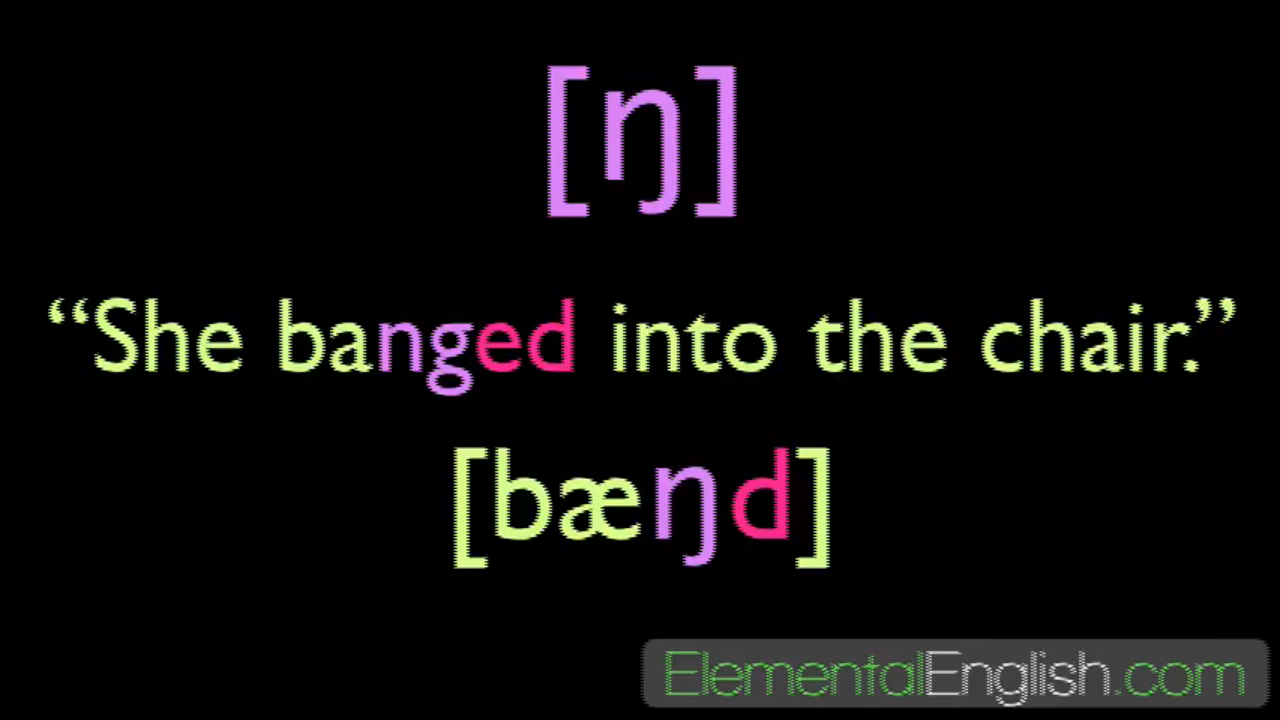 [ŋ]
“She banged into the chair.”
[bæŋd]
ElementalEnglish.com